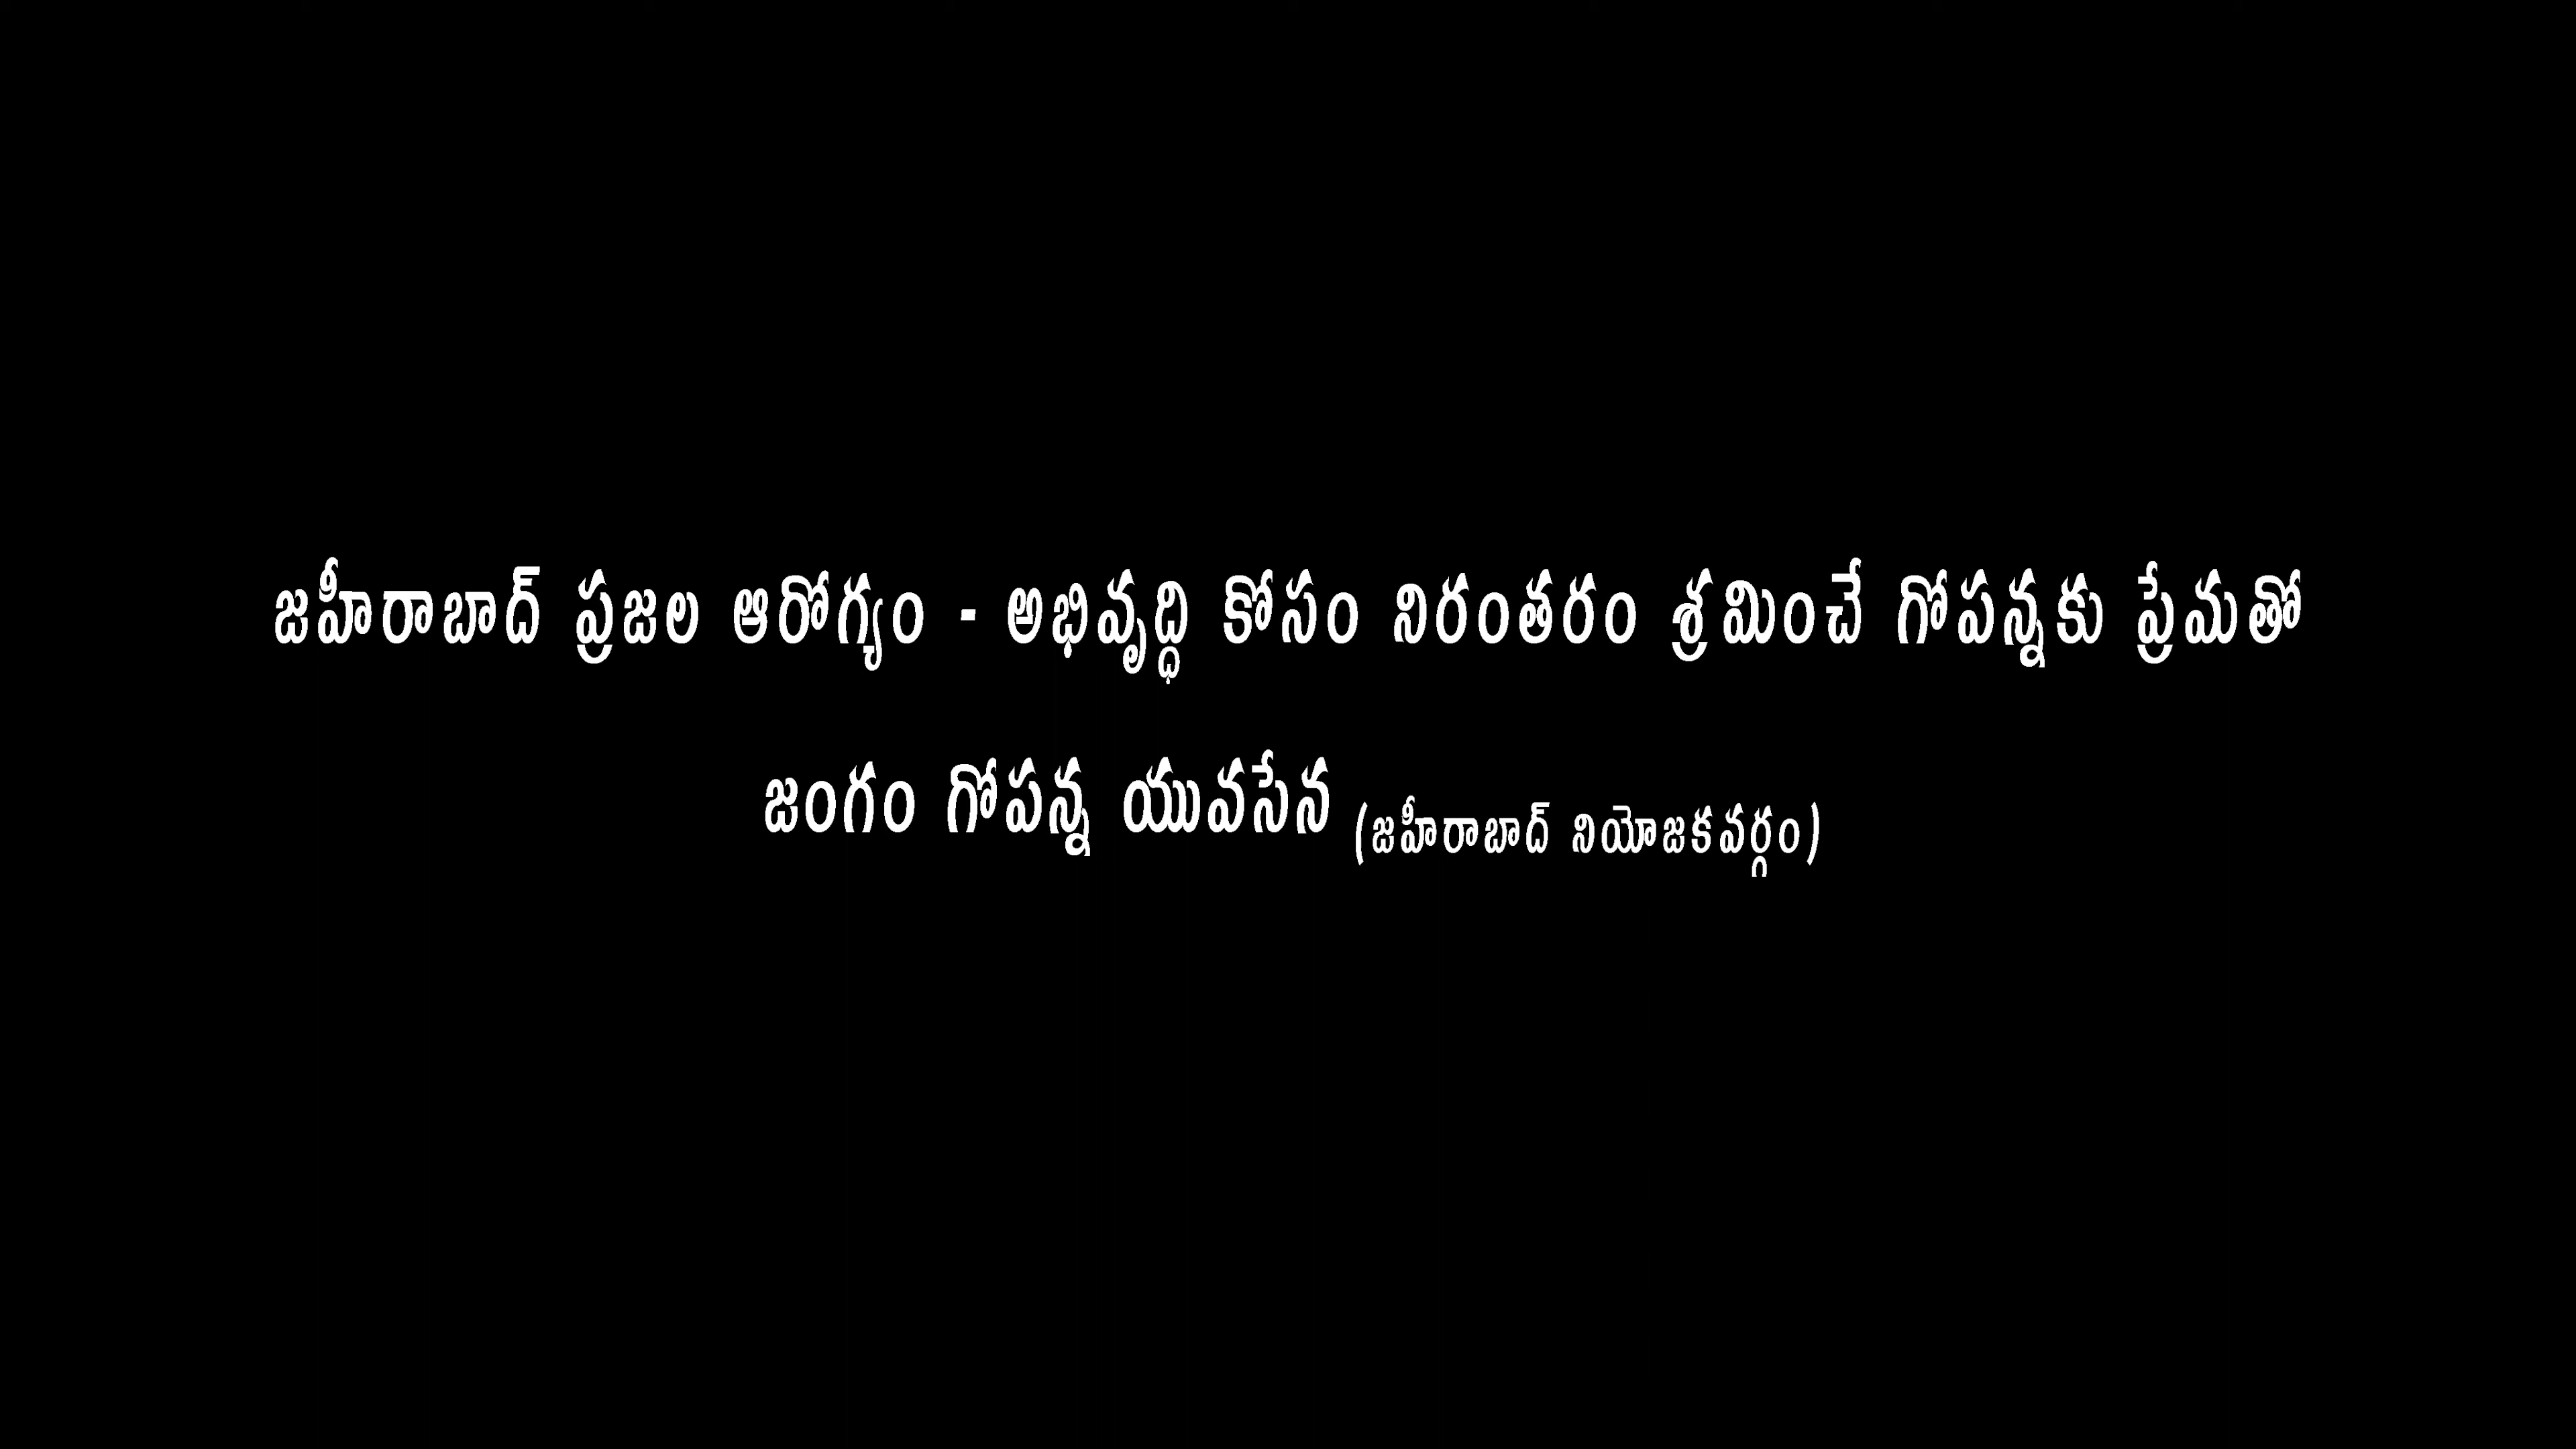 జహీరాబాద్ ప్రజల ఆరోగ్యం - అభివృద్ధి కోసం నిరంతరం శ్రమించే గోపన్నకు ప్రేమతో
జంగం గోపన్న యువసేన (జహీరాబాద్ నియోజకవర్గం)